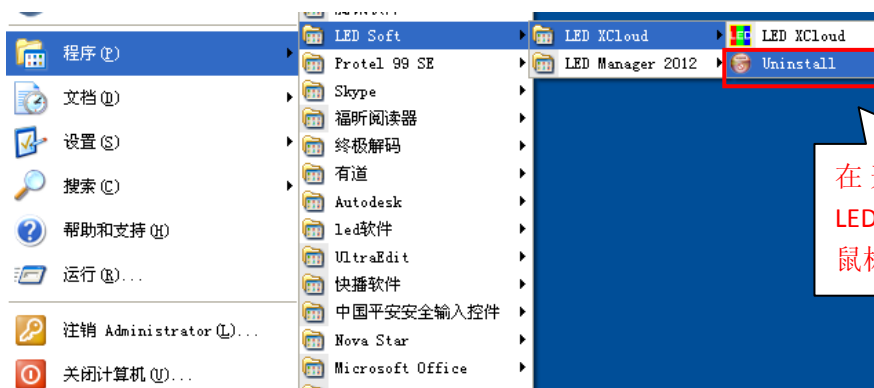 程序(P)
文档(D)
设置(S)
搜索(C)
帮助和支持(H)
运行(R)...
注销 Administrator(L)...
关闭计算机(U)...
LED Soft
Protel 99 SE
Skype
福昕阅读器
终极解码
有道
Autodesk
led软件
UltraEdit
快播软件
中国平安安全输入控件
Nova Star
Microsoft Office
LED XCloud
LED Manager 2012
LED XCloud
Uninstall
在
LED
鼠